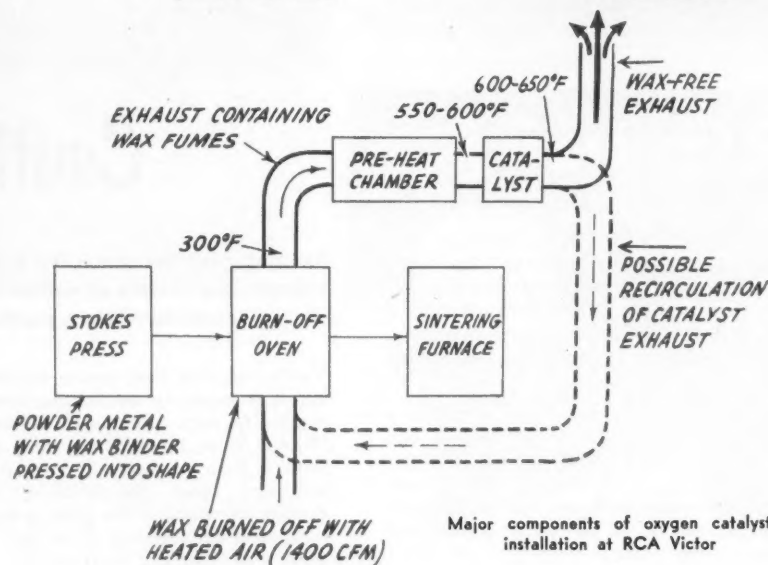 600-650°F
WAX-FREE
EXHAUST
550-600°F
EXHAUST CONTAINING
WAX FUMES
PRE-HEAT
CHAMBER
CATA-
LYST
300°F
POSSIBLE
RECIRCULATION
OF CATALYST
EXHAUST
STOKES
PRESS
BURN-OFF
OVEN
SINTERING
FURNACE
POWDER METAL
WITH WAX BINDER
PRESSED INTO SHAPE
WAX BURNED OFF WITH
HEATED AIR (1400 CFM)
Major components of oxygen catalyst
installation at RCA Victor